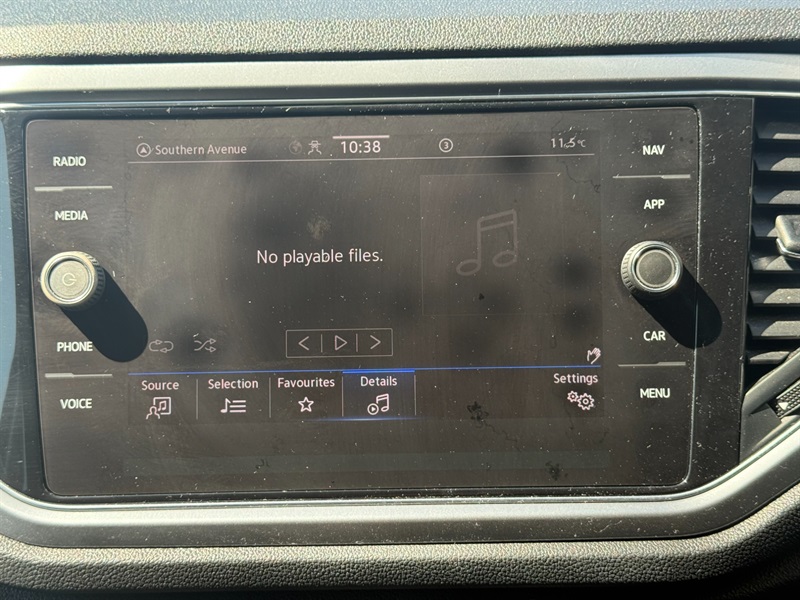 RADIO
MEDIA
PHONE
VOICE
Southern Avenue
10:38
3
11.5 °C
No playable files.
Source
Selection
Favourites
Details
Settings
NAV
APP
CAR
MENU